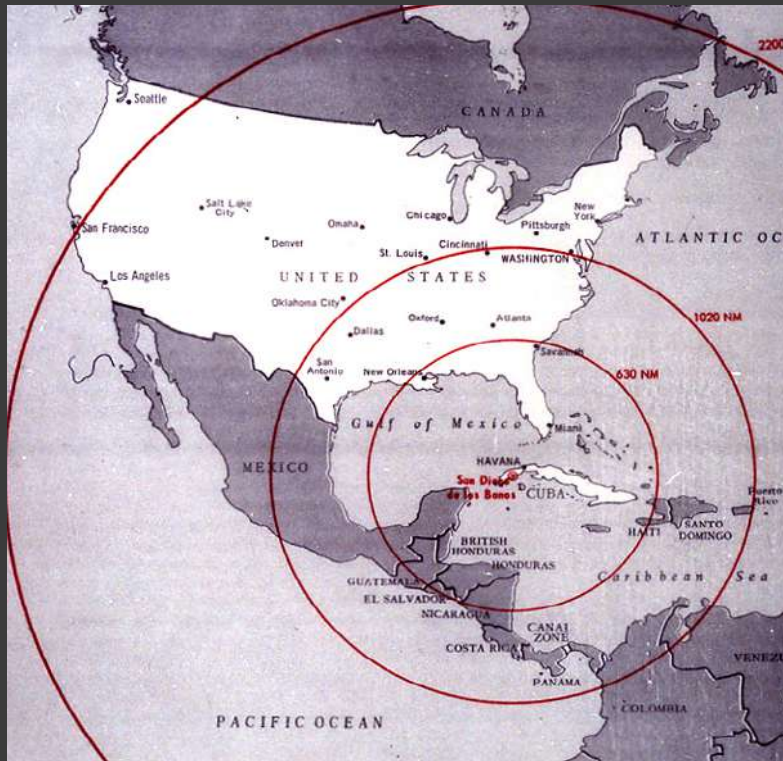 2200
Seattle
CANADA
Salt Lake
City
Omaha
Chicago
New
York
Pittsburgh
San Francisco
Denver
St. Louis
Cincinnati
WASHINGTON
ATLANTIC OC
Los Angeles
UNITED STATES
Oklahoma City
1020 NM
Dallas
Oxford
Atlanta
Savannah
San
Antonio
New Orleans
630 NM
Gulf of Mexico
Miami
MEXICO
HAVANA
San Diego
de los Banos
CUBA
Puerto
Rico
HAITI
SANTO
DOMINGO
BRITISH
HONDURAS
HONDURAS
GUATEMALA
Caribbean Sea
EL SALVADOR
NICARAGUA
CANAL
ZONE
COSTA RICA
VENEZU
PANAMA
COLOMBIA
PACIFIC OCEAN